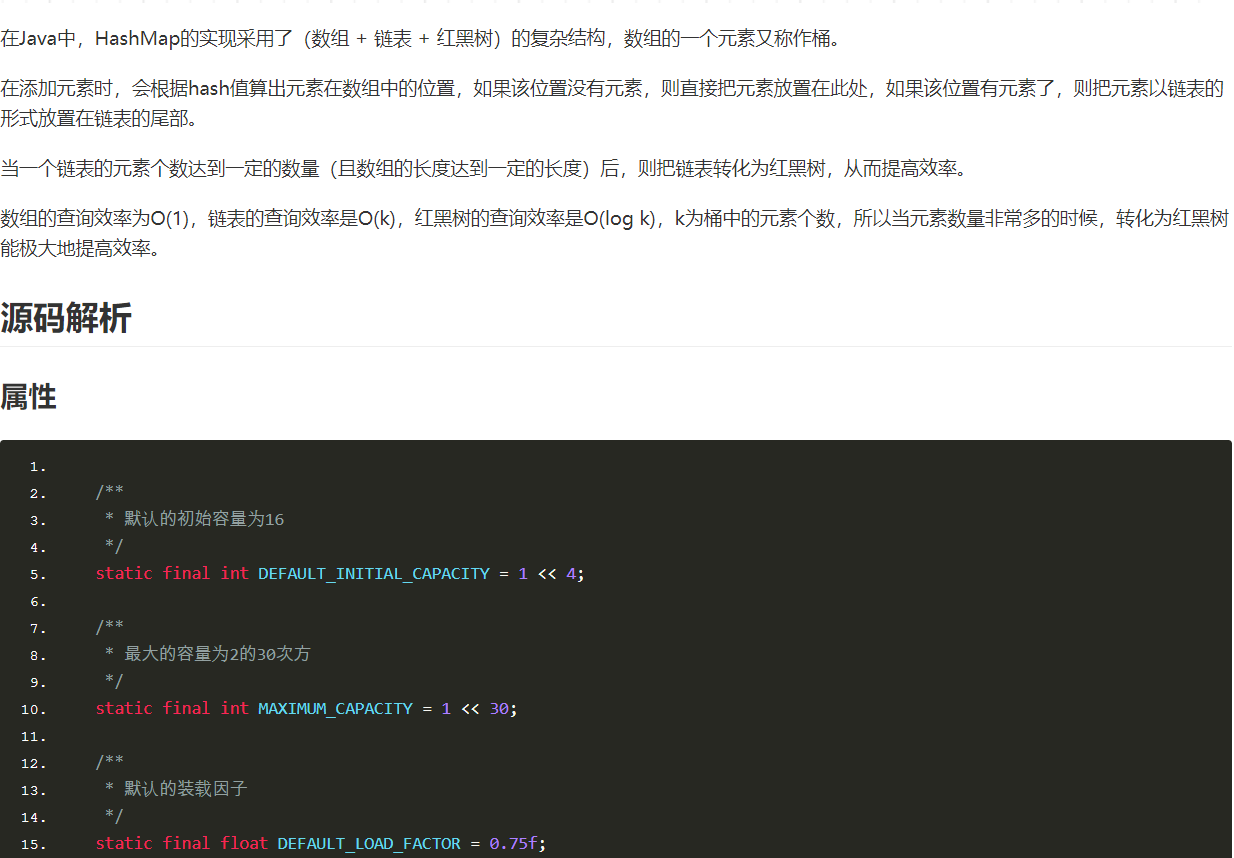 在Java中，HashMap的实现采用了（数组 + 链表 + 红黑树）的复杂结构，数组的一个元素又称作桶。
在添加元素时，会根据hash值算出元素在数组中的位置，如果该位置没有元素，则直接把元素放置在此处，如果该位置有元素了，则把元素以链表的
形式放置在链表的尾部。
当一个链表的元素个数达到一定的数量（且数组的长度达到一定的长度）后，则把链表转化为红黑树，从而提高效率。
数组的查询效率为O(1)，链表的查询效率是O(k)，红黑树的查询效率是O(log k)，k为桶中的元素个数，所以当元素数量非常多的时候，转化为红黑树
能极大地提高效率。
源码解析
属性
1.
2. /**
3. * 默认的初始容量为16
4. */
5. static final int DEFAULT_INITIAL_CAPACITY = 1 << 4;
6.
7. /**
8. * 最大的容量为2的30次方
9. */
10. static final int MAXIMUM_CAPACITY = 1 << 30;
11.
12. /**
13. * 默认的装载因子
14. */
15. static final float DEFAULT_LOAD_FACTOR = 0.75f;